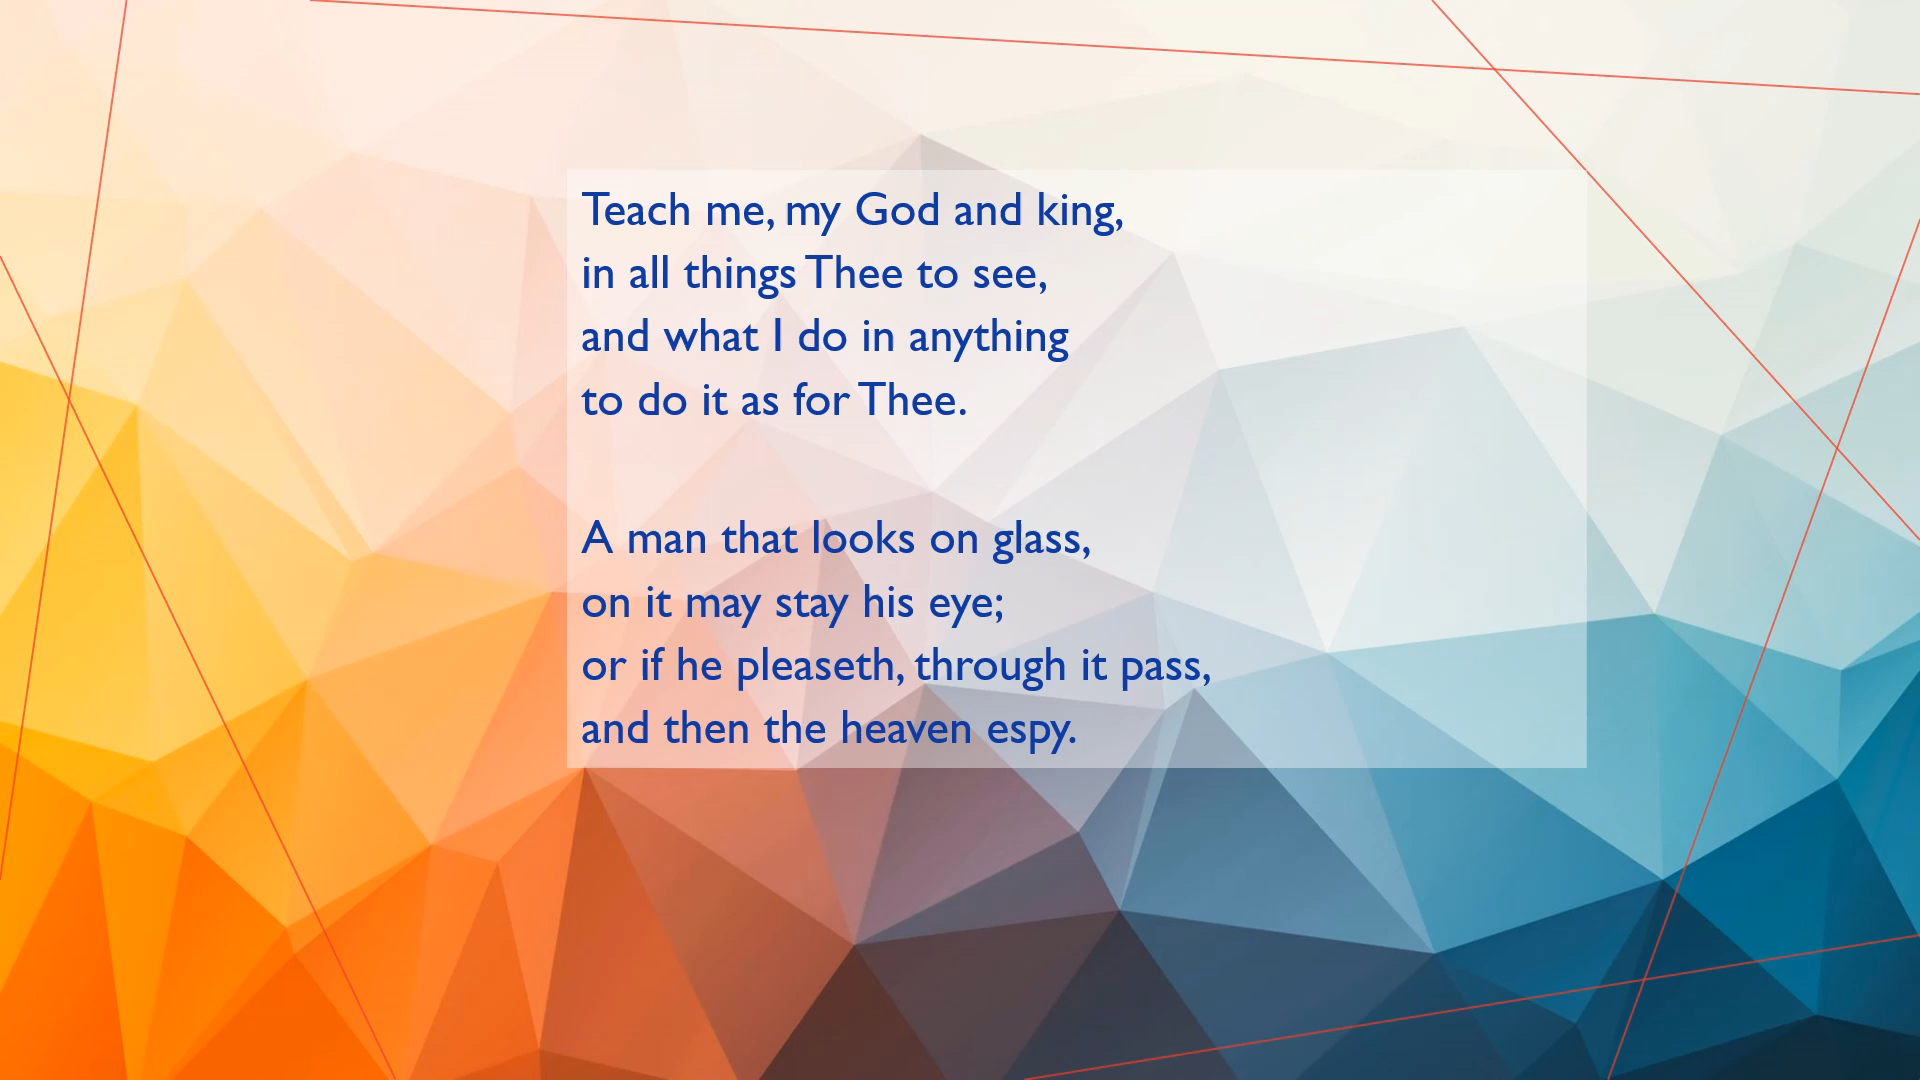 Teach me, my God and king,
in all things Thee to see,
and what I do in anything
to do it as for Thee.
A man that looks on glass,
on it may stay his eye;
or if he pleaseth, through it pass,
and then the heaven espy.